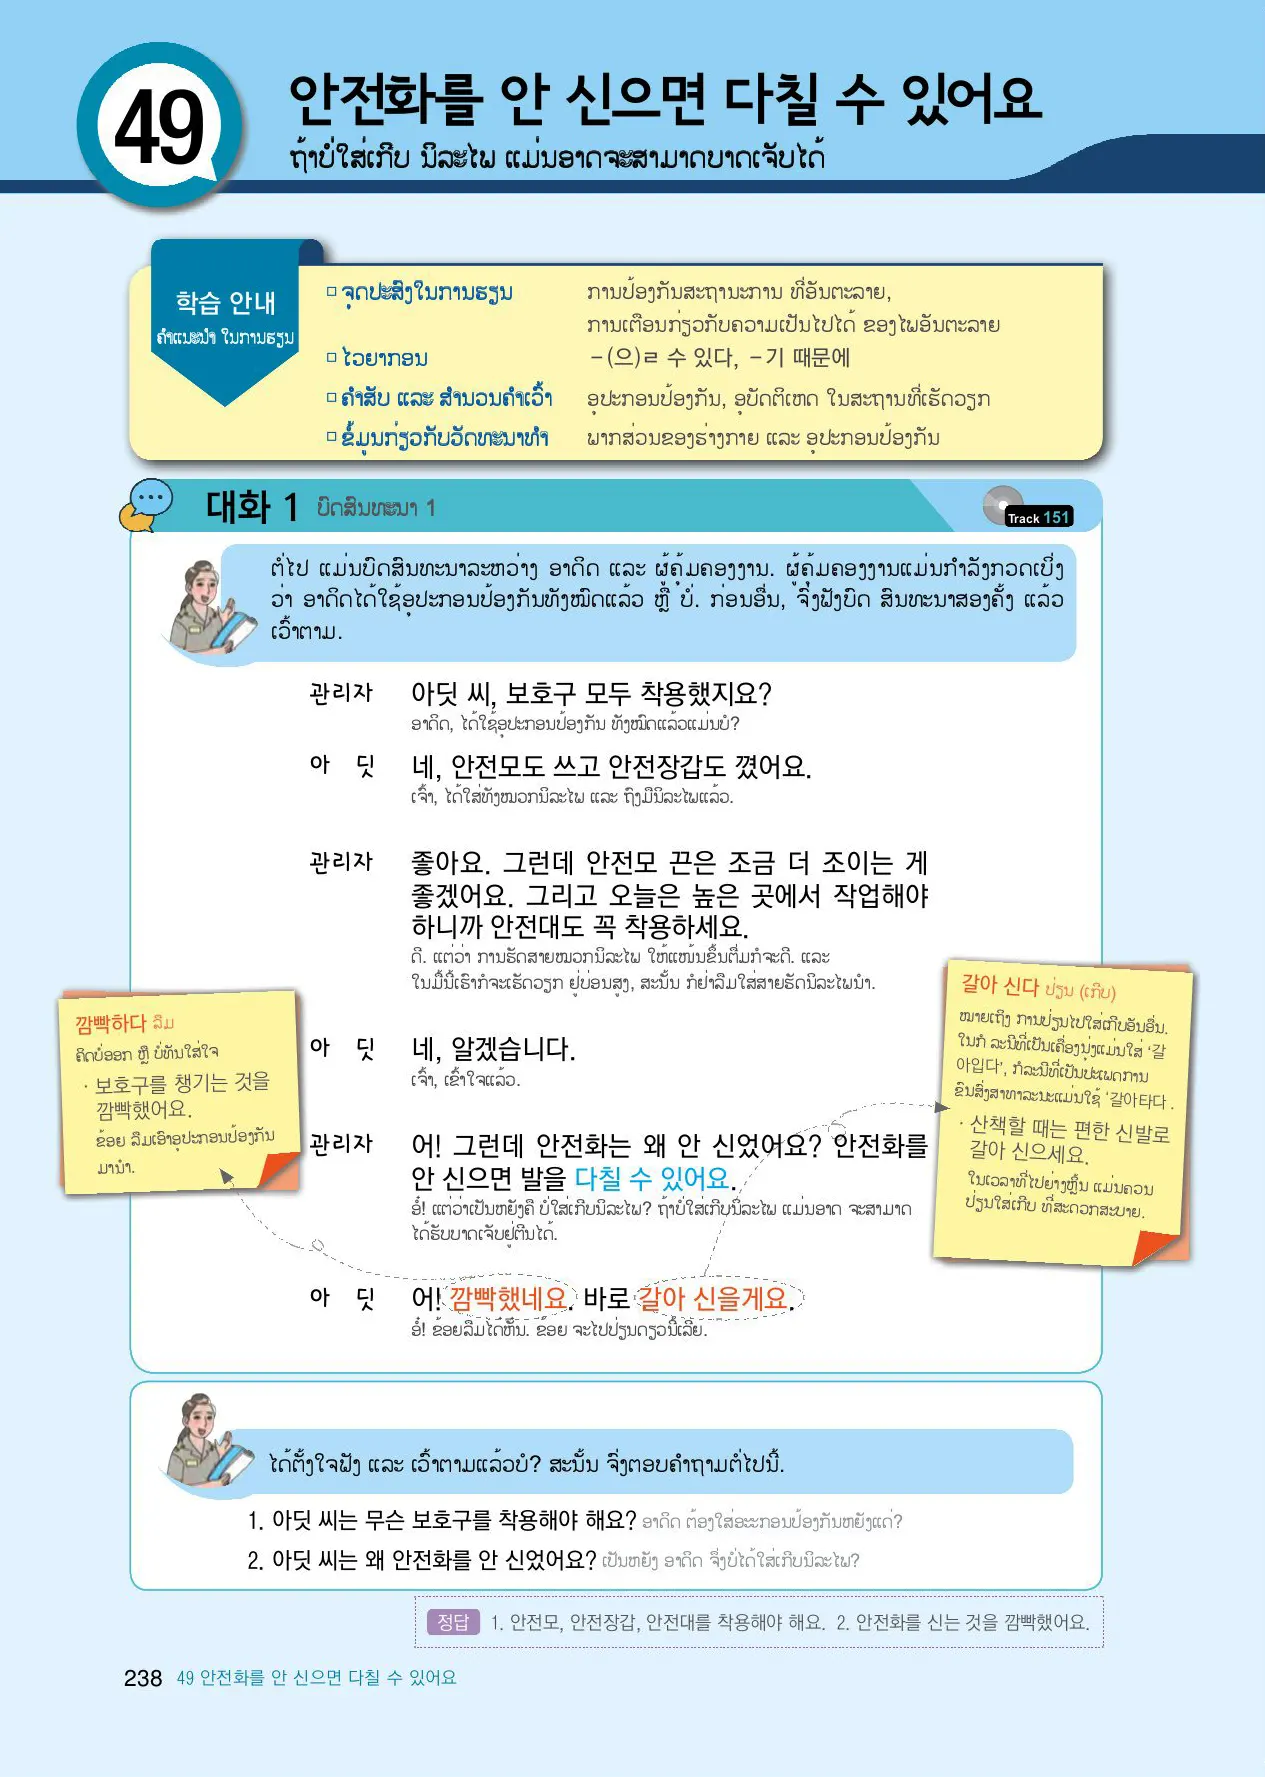 49
안전화를 안 신으면 다칠 수 있어요
ຖ້າບໍ່ໃສ່ເກີບ ນິລະໄພ ແມ່ນອາດຈະສາມາດບາດເຈັບໄດ້
학습 안내
ຄຳແນະນຳ ໃນການຮຽນ
□ ຈຸດປະສົງໃນການຮຽນ ການປ້ອງກັນສະຖານະການ ທີ່ອັນຕະລາຍ,
ການເຕືອນກ່ຽວກັບຄວາມເປັນໄປໄດ້ ຂອງໄພອັນຕະລາຍ
□ ໄວຍາກອນ －(으)ㄹ 수 있다, －기 때문에
□ ຄຳສັບ ແລະ ສຳນວນຄຳເວົ້າ ອຸປະກອນປ້ອງກັນ, ອຸບັດຕິເຫດ ໃນສະຖານທີ່ເຮັດວຽກ
□ ຂໍ້ມູນກ່ຽວກັບວັດທະນາທຳ ພາກສ່ວນຂອງຮ່າງກາຍ ແລະ ອຸປະກອນປ້ອງກັນ
대화 1 ບົດສົນທະນາ 1
Track 151
ຕໍ່ໄປ ແມ່ນບົດສົນທະນາລະຫວ່າງ ອາດິດ ແລະ ຜູ້ຄຸ້ມຄອງງານ. ຜູ້ຄຸ້ມຄອງງານແມ່ນກຳລັງກວດເບິ່ງ
ວ່າ ອາດິດໄດ້ໃຊ້ອຸປະກອນປ້ອງກັນທັງໝົດແລ້ວ ຫຼື ບໍ່. ກ່ອນອື່ນ, ຈົ່ງຟັງບົດ ສົນທະນາສອງຄັ້ງ ແລ້ວ
ເວົ້າຕາມ.
관리자 아딧 씨, 보호구 모두 착용했지요?
ອາດິດ, ໄດ້ໃຊ້ອຸປະກອນປ້ອງກັນ ທັງໝົດແລ້ວແມ່ນບໍ?
아 딧 네, 안전모도 쓰고 안전장갑도 꼈어요.
ເຈົ້າ, ໄດ້ໃສ່ທັງໝວກນິລະໄພ ແລະ ຖົງມືນິລະໄພແລ້ວ.
관리자 좋아요. 그런데 안전모 끈은 조금 더 조이는 게
좋겠어요. 그리고 오늘은 높은 곳에서 작업해야
하니까 안전대도 꼭 착용하세요.
ດີ. ແຕ່ວ່າ ການຮັດສາຍໝວກນິລະໄພ ໃຫ້ແໜ້ນຂຶ້ນຕື່ມກໍຈະດີ. ແລະ
ໃນມື້ນີ້ເຮົາກໍຈະເຮັດວຽກ ຢູ່ບ່ອນສູງ, ສະນັ້ນ ກໍຢ່າລືມໃສ່ສາຍຮັດນິລະໄພນຳ.
깜빡하다 ລືມ
ຄິດບໍ່ອອກ ຫຼື ບໍ່ທັນໃສ່ໃຈ
· 보호구를 챙기는 것을
깜빡했어요.
ຂ້ອຍ ລືມເອົາອຸປະກອນປ້ອງກັນ
ມານຳ.
갈아 신다 ປ່ຽນ (ເກີບ)
ໝາຍເຖິງ ການປ່ຽນໄປໃສ່ເກີບອັນອື່ນ.
ໃນກໍ ລະນີທີ່ເປັນເຄື່ອງນຸ່ງແມ່ນໃສ່ ‘갈
아입다’, ກໍລະນີທີ່ເປັນປະເພດການ
ຂົນສົ່ງສາທາລະນະແມ່ນໃຊ້ ‘갈아타다 .
· 산책할 때는 편한 신발로
갈아 신으세요.
ໃນເວລາທີ່ໄປຍ່າງຫຼິ້ນ ແມ່ນຄວນ
ປ່ຽນໃສ່ເກີບ ທີ່ສະດວກສະບາຍ.
아 딧 네, 알겠습니다.
ເຈົ້າ, ເຂົ້າໃຈແລ້ວ.
관리자 어! 그런데 안전화는 왜 안 신었어요? 안전화를
안 신으면 발을 다칠 수 있어요.
ອໍ໋! ແຕ່ວ່າເປັນຫຍັງຄື ບໍ່ໃສ່ເກີບນິລະໄພ? ຖ້າບໍ່ໃສ່ເກີບນິລະໄພ ແມ່ນອາດ ຈະສາມາດ
ໄດ້ຮັບບາດເຈັບຢູ່ຕີນໄດ້.
아 딧 어! 깜빡했네요. 바로 갈아 신을게요.
ອໍ໋! ຂ້ອຍລືມໄດ໋ຫັ໋ນ. ຂ້ອຍ ຈະໄປປ່ຽນດຽວນີ້ເລີຍ.
ໄດ້ຕັ້ງໃຈຟັງ ແລະ ເວົ້າຕາມແລ້ວບໍ? ສະນັ້ນ ຈົ່ງຕອບຄຳຖາມຕໍ່ໄປນີ້.
1. 아딧 씨는 무슨 보호구를 착용해야 해요? ອາດິດ ຕ້ອງໃສ່ອະະກອນປ້ອງກັນຫຍັງແດ່?
2. 아딧 씨는 왜 안전화를 안 신었어요? ເປັນຫຍັງ ອາດິດ ຈຶ່ງບໍ່ໄດ້ໃສ່ເກີບນິລະໄພ?
정답 1. 안전모, 안전장갑, 안전대를 착용해야 해요. 2. 안전화를 신는 것을 깜빡했어요.
238 49 안전화를 안 신으면 다칠 수 있어요